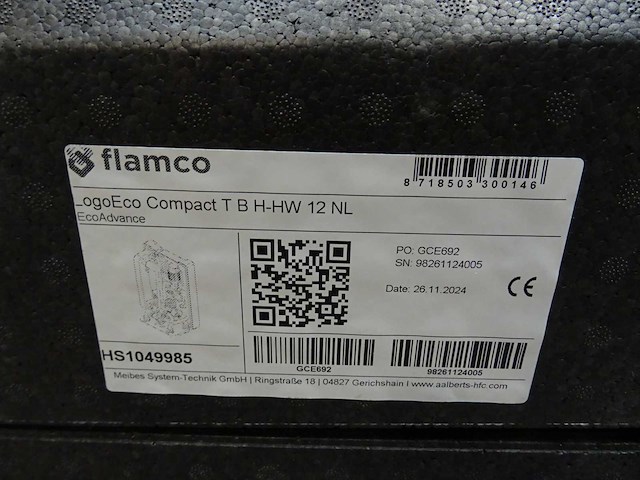 flamco
8 718503 300146
LogoEco Compact T B H-HW 12 NL
EcoAdvance
PO: GCE692
SN: 98261124005
Date: 26.11.2024
CE
HS1049985
GCE692
98261124005
Meibes System-Technik GmbH | Ringstraße 18 | 04827 Gerichshain I www.aalberts-hfc.com